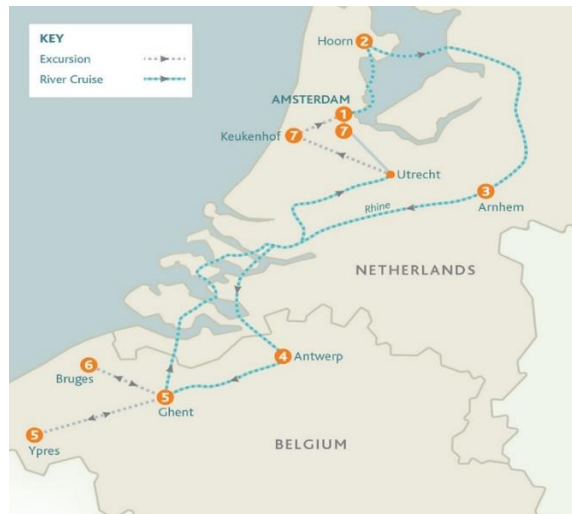 KEY
Excursion
River Cruise
Hoorn 2
AMSTERDAM 1
7
Keukenhof 7
Utrecht
3
Arnhem
Rhine
NETHERLANDS
4 Antwerp
6
Bruges
5
Ghent
5
Ypres
BELGIUM